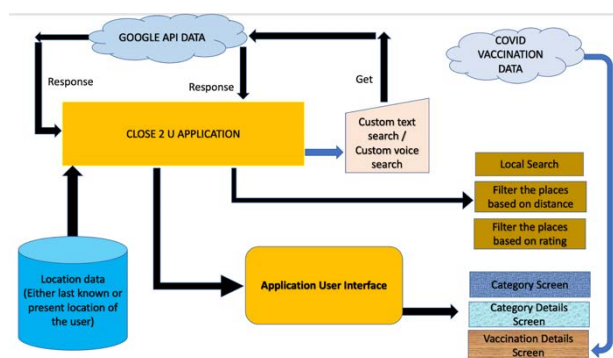 GOOGLE API DATA
COVID
VACCINATION
DATA
Response
Response
Get
CLOSE 2 U APPLICATION
Custom text
search /
Custom voice
search
Local Search
Filter the places
based on distance
Filter the places
based on rating
Location data
(Either last known or
present location of
the user)
Application User Interface
Category Screen
Category Details
Screen
Vaccination Details
Screen